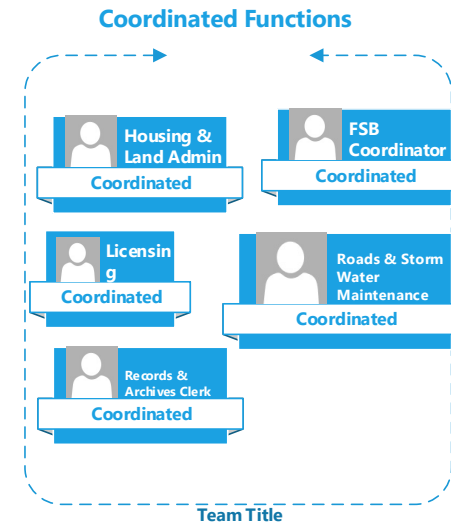 Coordinated Functions
Housing &
Land Admin
Coordinated
FSB
Coordinator
Coordinated
Licensin
g
Coordinated
Roads & Storm
Water
Maintenance
Coordinated
Records &
Archives Clerk
Coordinated
Team Title